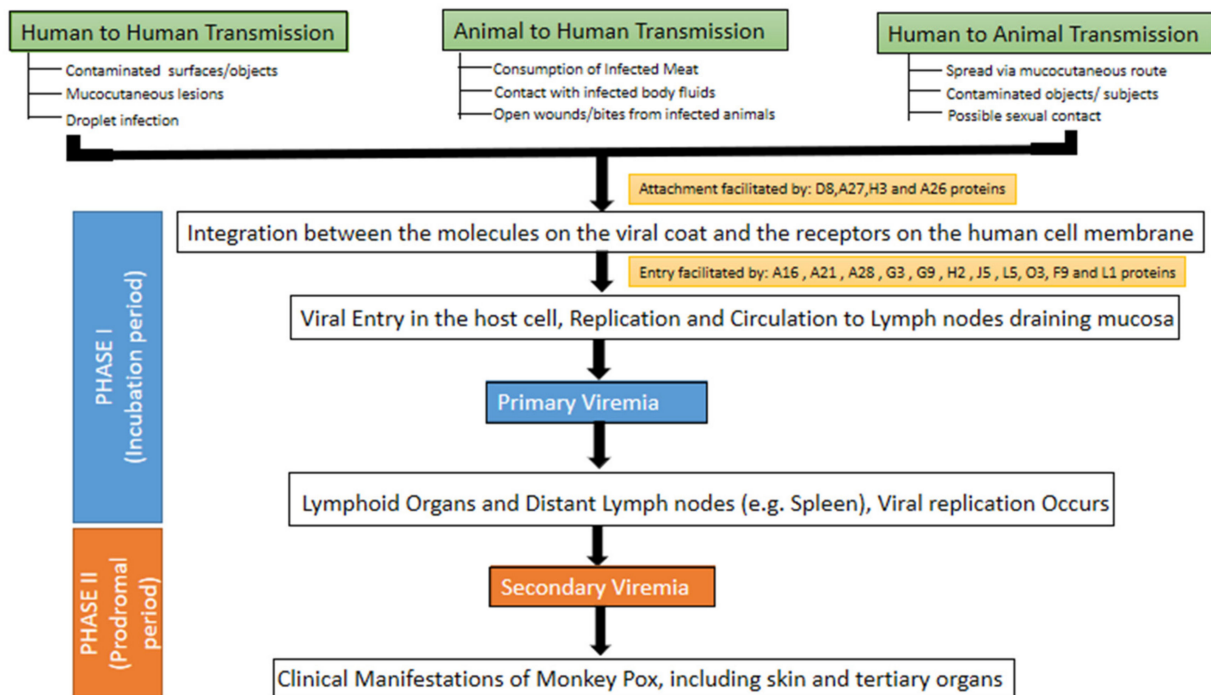 Human to Human Transmission
Contaminated surfaces/objects
Mucocutaneous lesions
Droplet infection
Animal to Human Transmission
Consumption of Infected Meat
Contact with infected body fluids
Open wounds/bites from infected animals
Human to Animal Transmission
Spread via mucocutaneous route
Contaminated objects/ subjects
Possible sexual contact
Attachment facilitated by: D8,A27,H3 and A26 proteins
Integration between the molecules on the viral coat and the receptors on the human cell membrane
Entry facilitated by: A16 , A21 , A28 , G3 , G9 , H2 , J5 , L5, O3, F9 and L1 proteins
Viral Entry in the host cell, Replication and Circulation to Lymph nodes draining mucosa
PHASE I
(Incubation period)
Primary Viremia
Lymphoid Organs and Distant Lymph nodes (e.g. Spleen), Viral replication Occurs
PHASE II
(Prodromal
period)
Secondary Viremia
Clinical Manifestations of Monkey Pox, including skin and tertiary organs